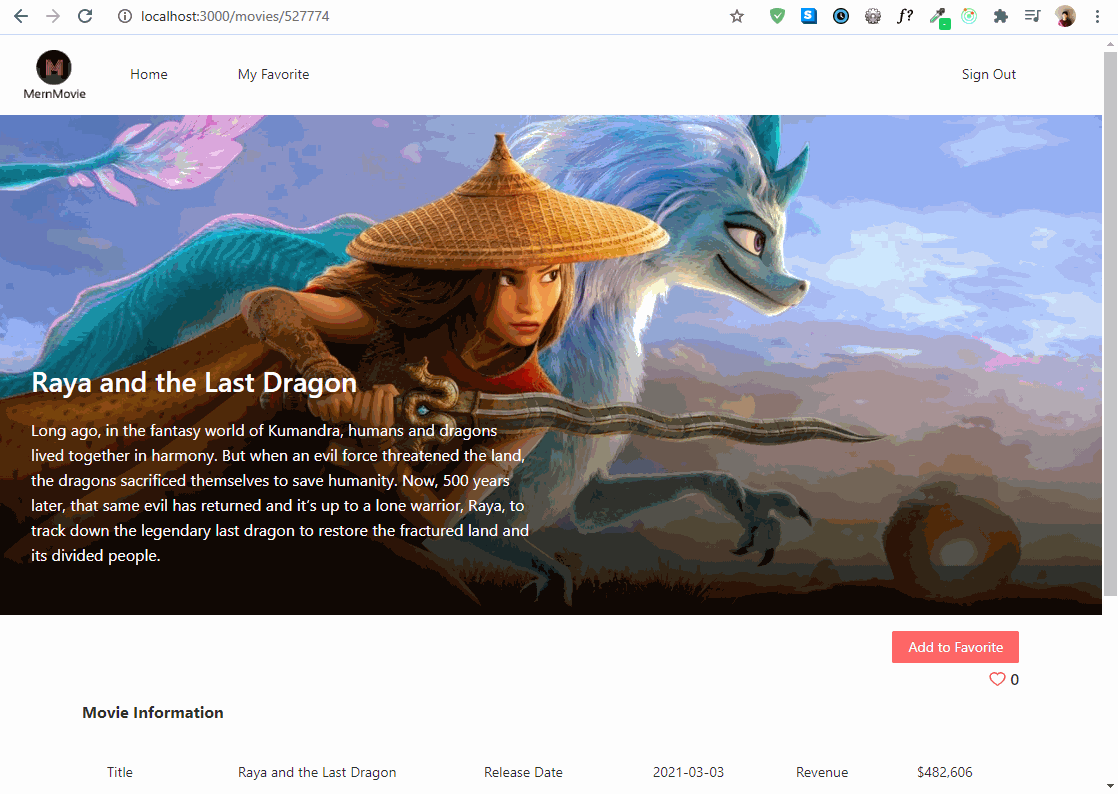 localhost:3000/movies/527774
S
f?
M
MernMovie
Home
My Favorite
Sign Out
Raya and the Last Dragon
Long ago, in the fantasy world of Kumandra, humans and dragons
lived together in harmony. But when an evil force threatened the land,
the dragons sacrificed themselves to save humanity. Now, 500 years
later, that same evil has returned and it’s up to a lone warrior, Raya, to
track down the legendary last dragon to restore the fractured land and
its divided people.
Add to Favorite
0
Movie Information
Title Raya and the Last Dragon Release Date 2021-03-03 Revenue $482,606